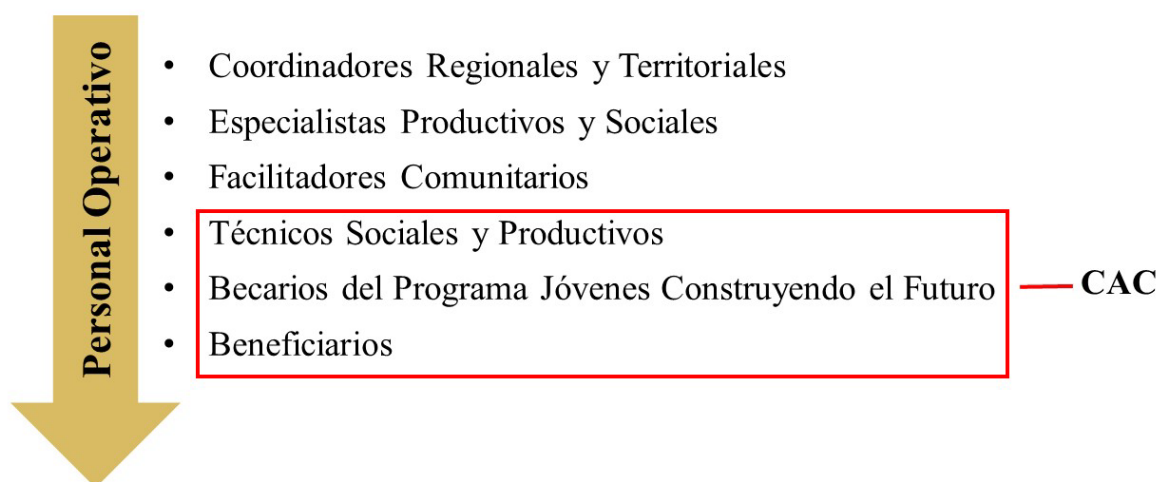 Personal Operativo
• Coordinadores Regionales y Territoriales
• Especialistas Productivos y Sociales
• Facilitadores Comunitarios
• Técnicos Sociales y Productivos
• Becarios del Programa Jóvenes Construyendo el Futuro
• Beneficiarios
CAC